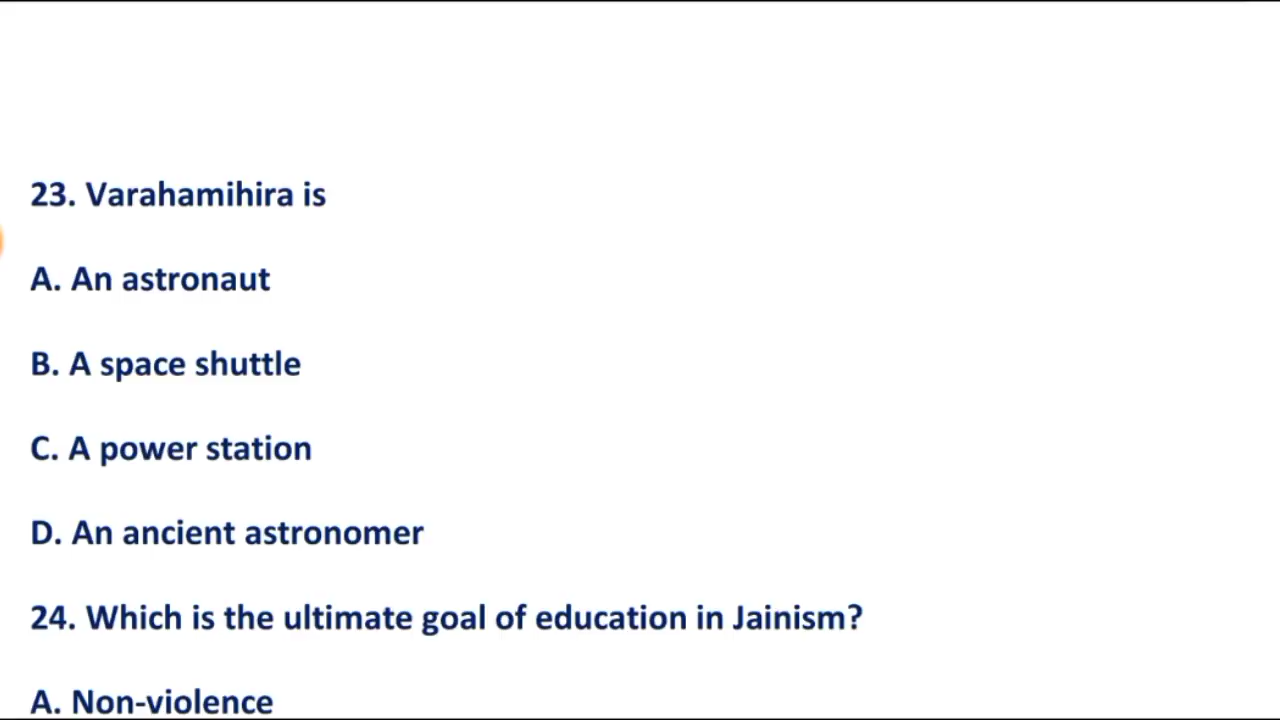 23. Varahamihira is
A. An astronaut
B. A space shuttle
C. A power station
D. An ancient astronomer
24. Which is the ultimate goal of education in Jainism?
A. Non-violence